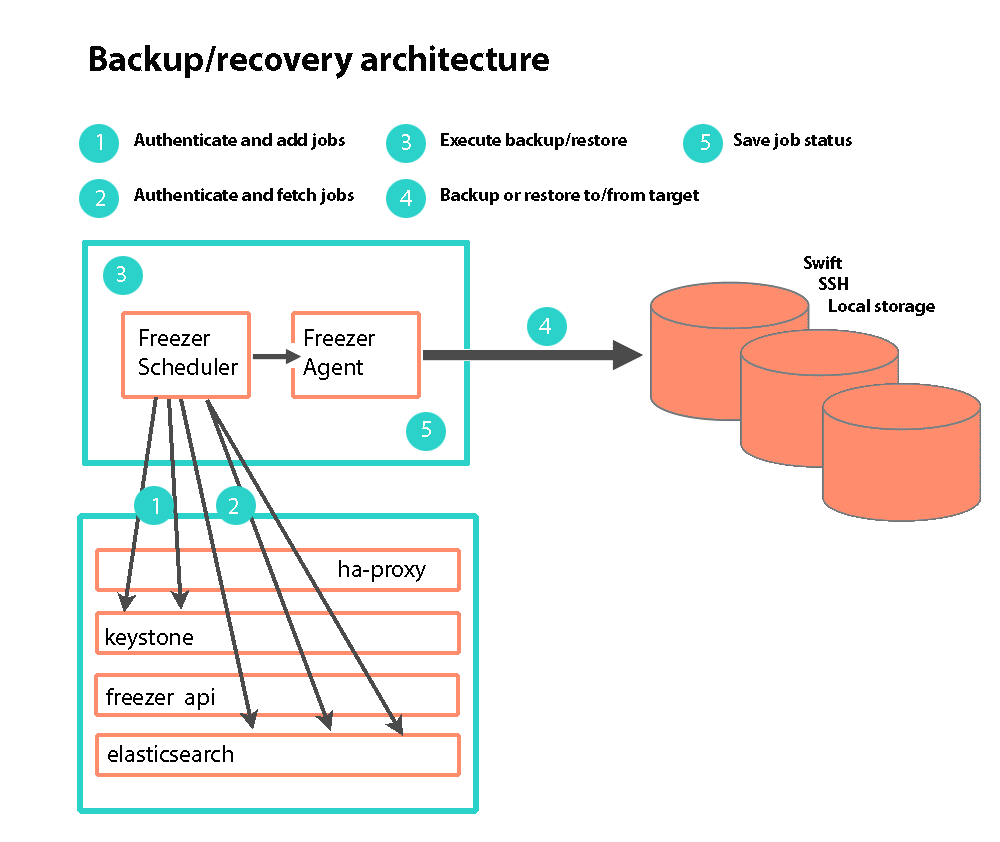 Backup/recovery architecture
1 Authenticate and add jobs
3 Execute backup/restore
5 Save job status
2 Authenticate and fetch jobs
4 Backup or restore to/from target
3
Freezer
Scheduler
Freezer
Agent
4
5
Swift
SSH
Local storage
1
2
ha-proxy
keystone
freezer api
elasticsearch